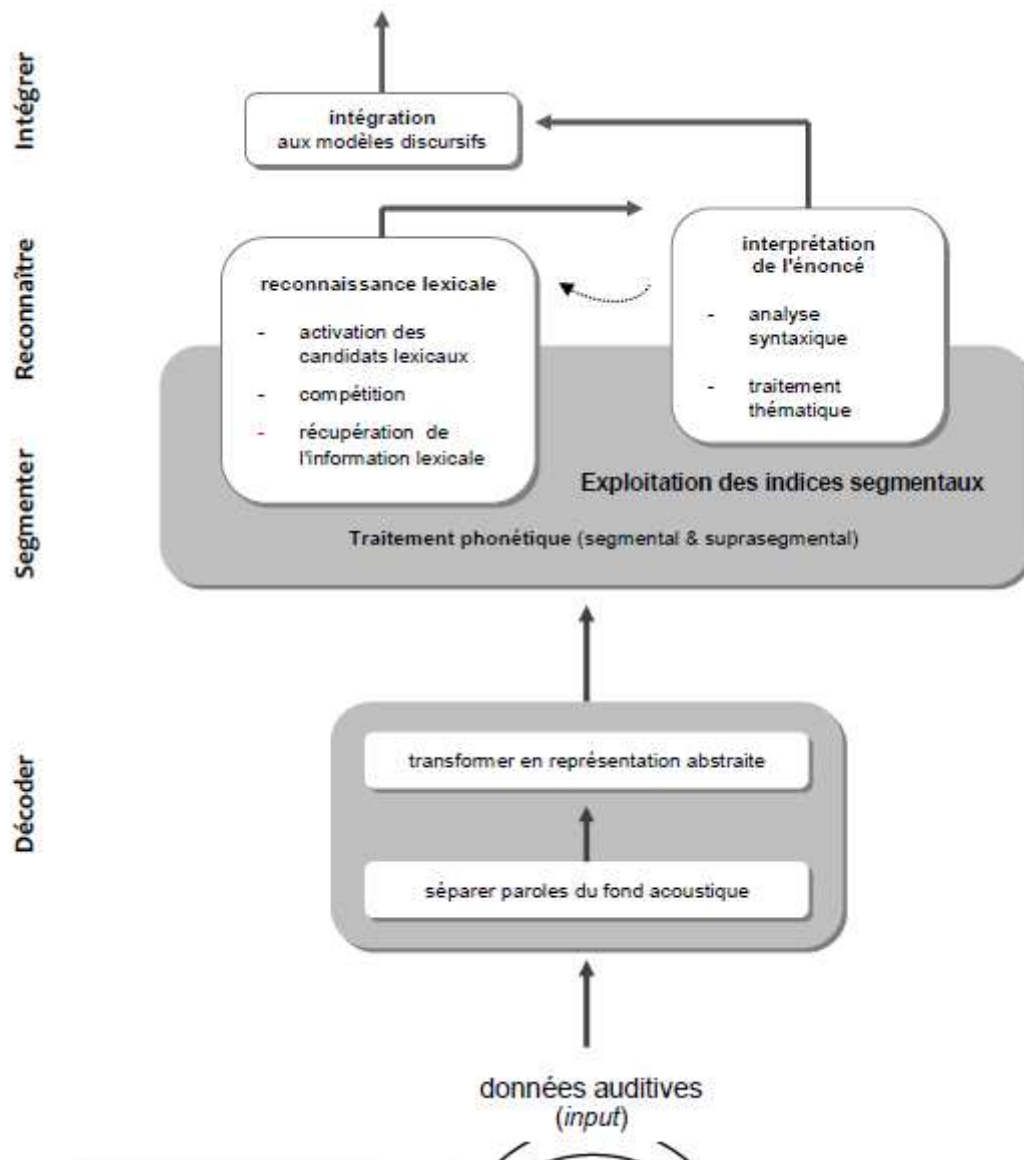 Intégrer
intégration
aux modèles discursifs
Reconnaître
reconnaissance lexicale
- activation des
candidats lexicaux
- compétition
- récupération de
l'information lexicale
interprétation
de l'énoncé
- analyse
syntaxique
- traitement
thématique
Segmenter
Exploitation des indices segmentaux
Traitement phonétique (segmental & suprasegmental)
Décoder
transformer en représentation abstraite
séparer paroles du fond acoustique
données auditives
(input)